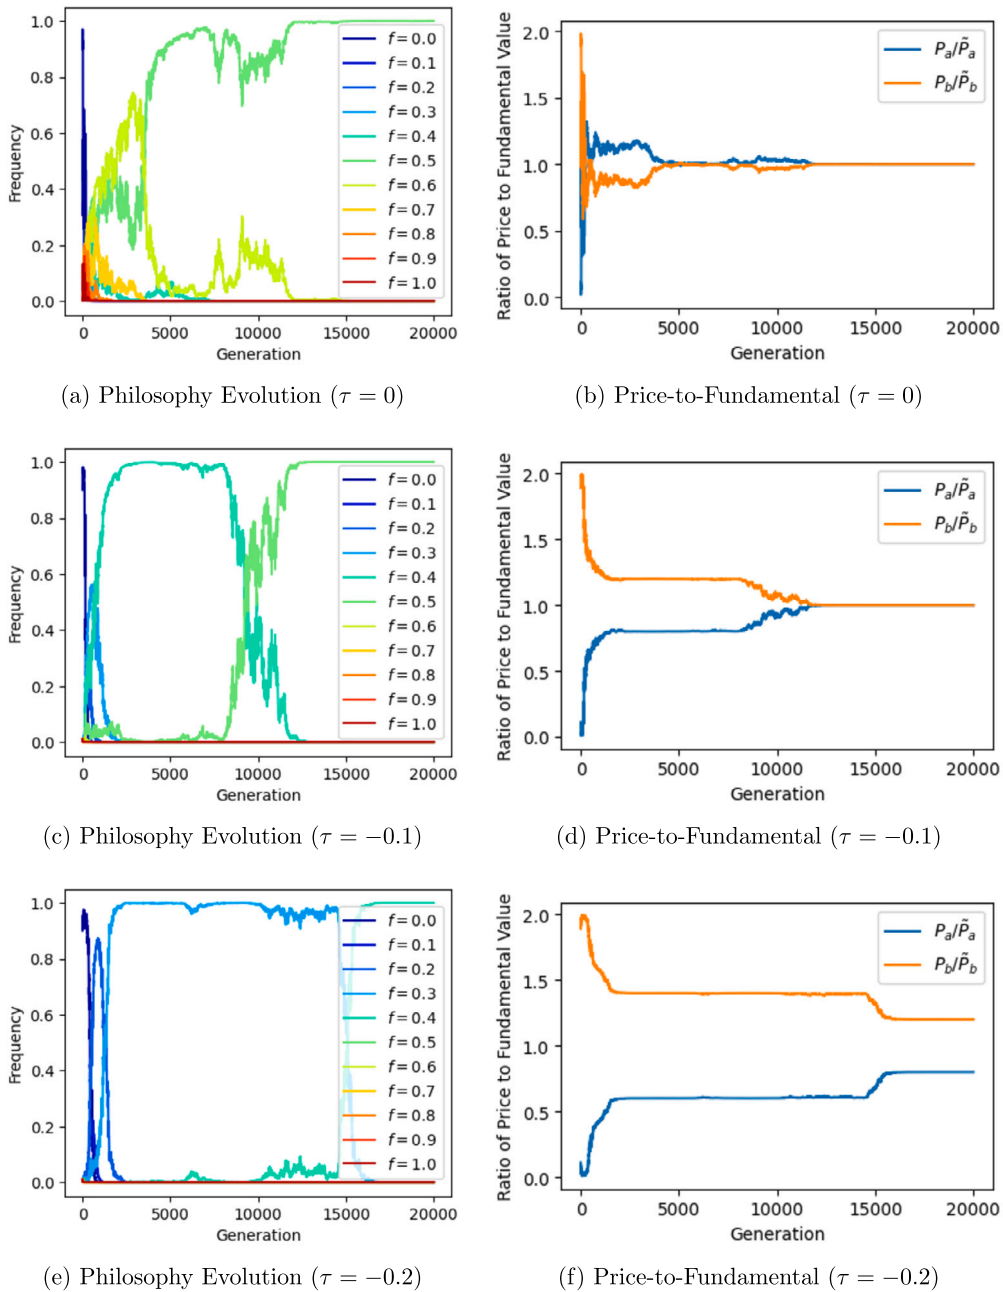 1.0
0.8
0.6
0.4
0.2
0.0
Frequency
0
5000
10000
15000
20000
Generation
f = 0.0
f = 0.1
f = 0.2
f = 0.3
f = 0.4
f = 0.5
f = 0.6
f = 0.7
f = 0.8
f = 0.9
f = 1.0
(a) Philosophy Evolution (τ = 0)
2.0
1.5
1.0
0.5
0.0
Ratio of Price to Fundamental Value
0
5000
10000
15000
20000
Generation
Pₐ/P̃ₐ
P_b/P̃_b
(b) Price-to-Fundamental (τ = 0)
1.0
0.8
0.6
0.4
0.2
0.0
Frequency
0
5000
10000
15000
20000
Generation
f = 0.0
f = 0.1
f = 0.2
f = 0.3
f = 0.4
f = 0.5
f = 0.6
f = 0.7
f = 0.8
f = 0.9
f = 1.0
(c) Philosophy Evolution (τ = −0.1)
2.0
1.5
1.0
0.5
0.0
Ratio of Price to Fundamental Value
0
5000
10000
15000
20000
Generation
Pₐ/P̃ₐ
P_b/P̃_b
(d) Price-to-Fundamental (τ = −0.1)
1.0
0.8
0.6
0.4
0.2
0.0
Frequency
0
5000
10000
15000
20000
Generation
f = 0.0
f = 0.1
f = 0.2
f = 0.3
f = 0.4
f = 0.5
f = 0.6
f = 0.7
f = 0.8
f = 0.9
f = 1.0
(e) Philosophy Evolution (τ = −0.2)
2.0
1.5
1.0
0.5
0.0
Ratio of Price to Fundamental Value
0
5000
10000
15000
20000
Generation
Pₐ/P̃ₐ
P_b/P̃_b
(f) Price-to-Fundamental (τ = −0.2)